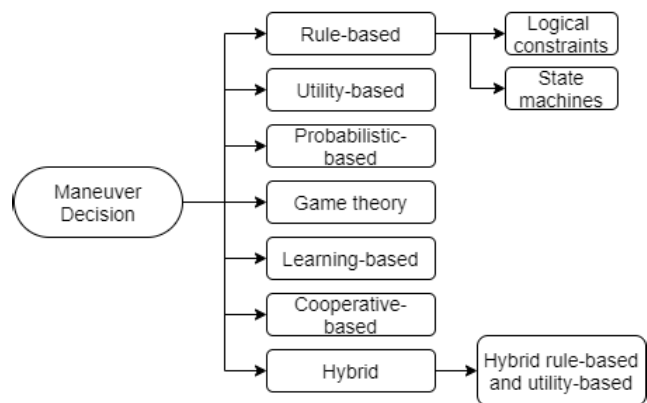 Maneuver
Decision
Rule-based
Logical
constraints
State
machines
Utility-based
Probabilistic-
based
Game theory
Learning-based
Cooperative-
based
Hybrid
Hybrid rule-based
and utility-based